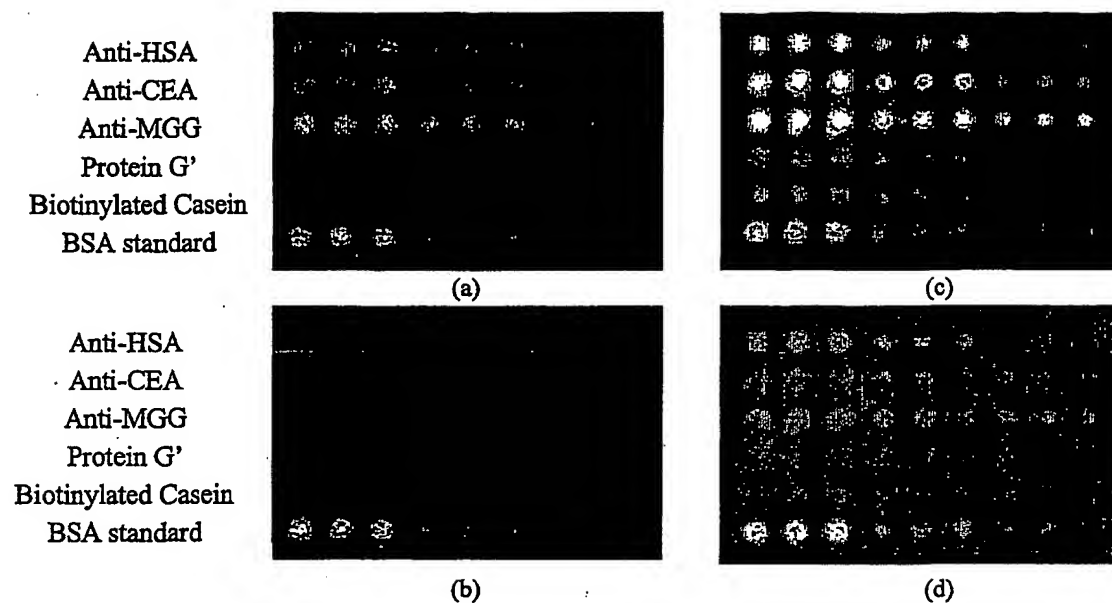 Anti-HSA
Anti-CEA
Anti-MGG
Protein G'
Biotinylated Casein
BSA standard
(a)
(c)
Anti-HSA
Anti-CEA
Anti-MGG
Protein G'
Biotinylated Casein
BSA standard
(b)
(d)